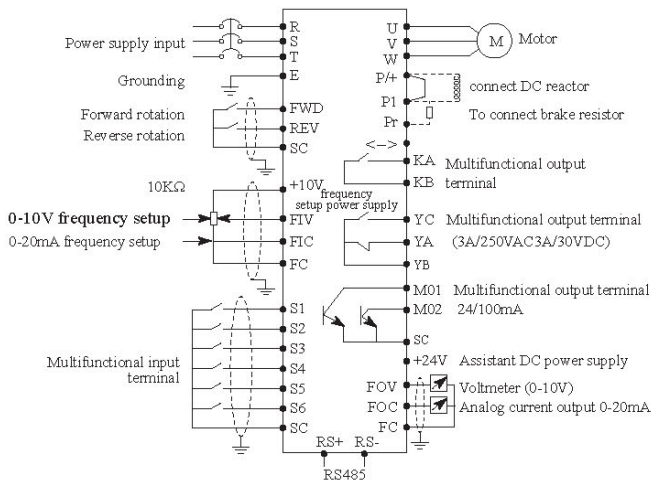 Power supply input
R
S
T
Grounding
E
Forward rotation
FWD
Reverse rotation
REV
SC
10KΩ
+10V
frequency
setup power supply
0-10V frequency setup
FIV
0-20mA frequency setup
FIC
FC
S1
S2
S3
Multifunctional input
terminal
S4
S5
S6
SC
RS+ RS-
RS485
U
V
W
M
Motor
P/+
connect DC reactor
P1
To connect brake resistor
Pr
<->
KA
Multifunctional output
KB
terminal
YC
Multifunctional output terminal
YA
(3A/250VAC3A/30VDC)
YB
M01
Multifunctional output terminal
M02
24/100mA
SC
+24V
Assistant DC power supply
FOV
Voltmeter (0-10V)
FOC
Analog current output 0-20mA
FC